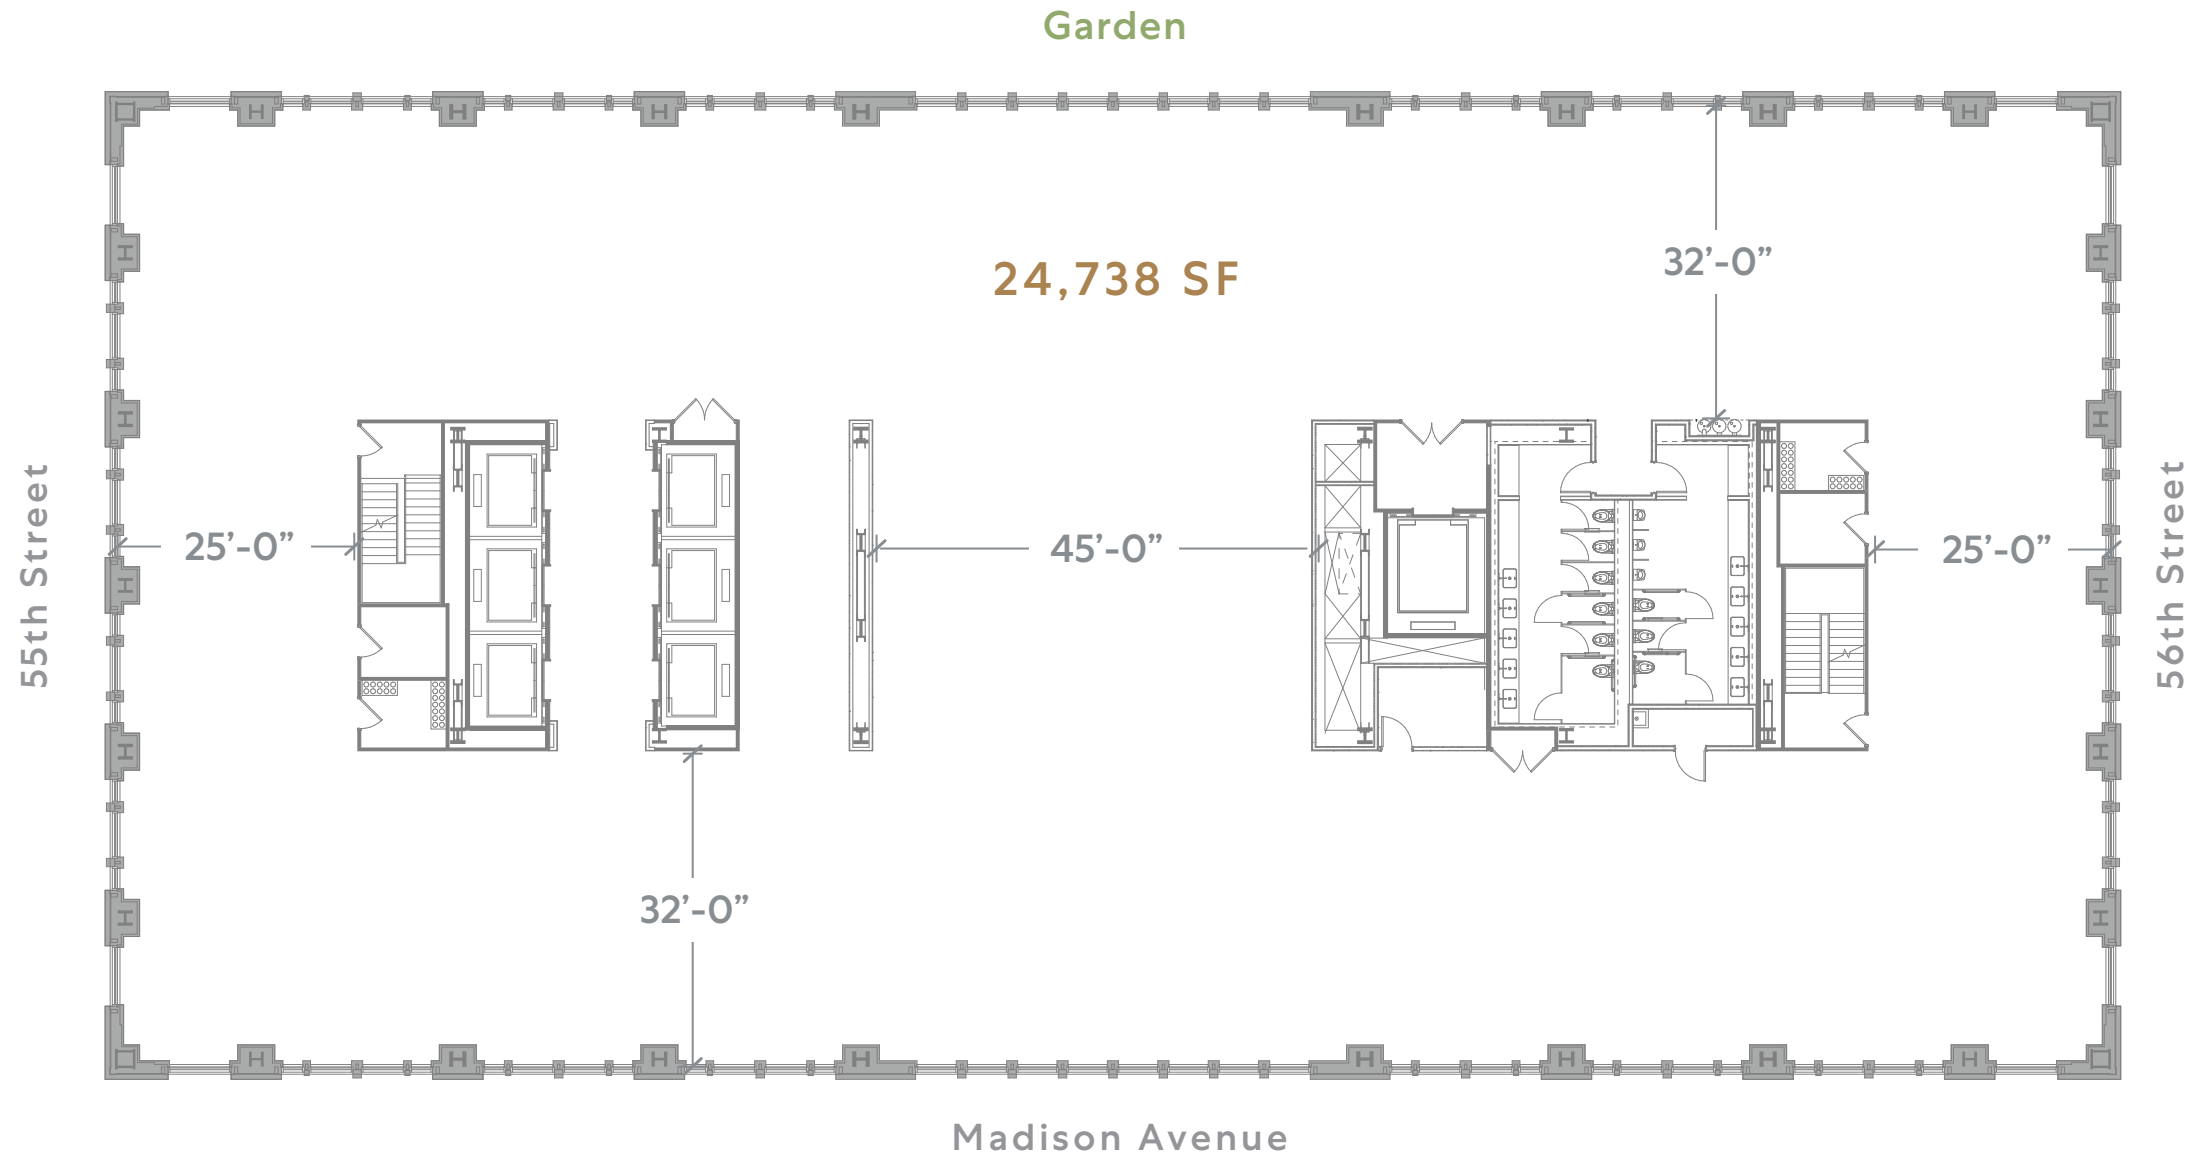 Garden
24,738 SF
32’-0”
55th Street
25’-0”
45’-0”
25’-0”
56th Street
32’-0”
Madison Avenue